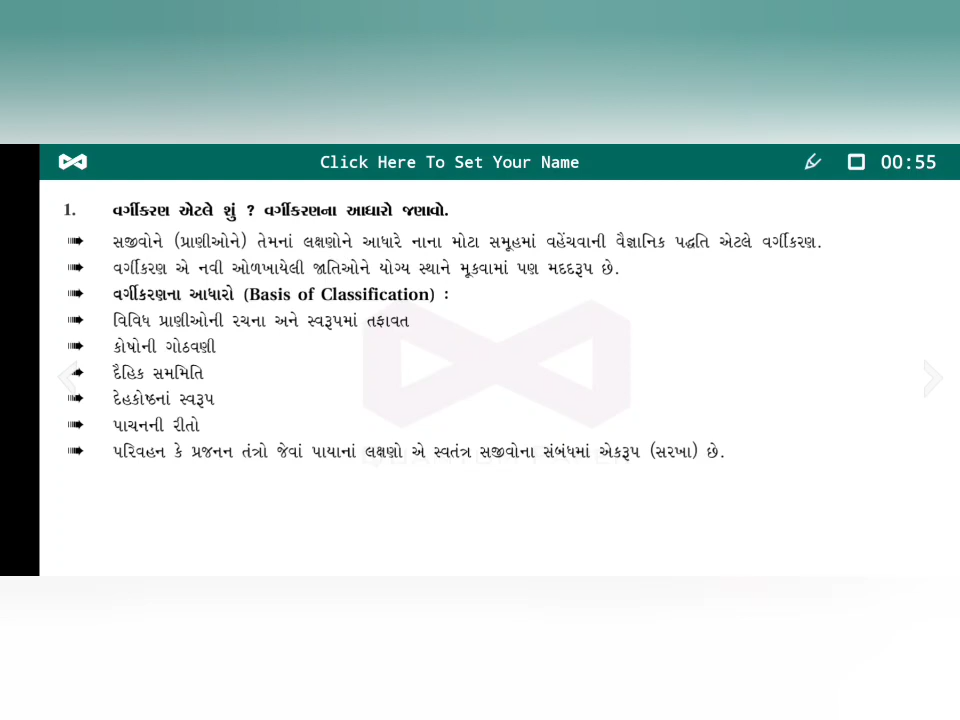 Click Here To Set Your Name
00:55
1. વર્ગીકરણ એટલે શું ? વર્ગીકરણના આધારો જણાવો.
સજીવોને (પ્રાણીઓને) તેમનાં લક્ષણોને આધારે નાના મોટા સમૂહમાં વહેંચવાની વૈજ્ઞાનિક પદ્ધતિ એટલે વર્ગીકરણ.
વર્ગીકરણ એ નવી ઓળખાયેલી જાતિઓને યોગ્ય સ્થાને મૂકવામાં પણ મદદરૂપ છે.
વર્ગીકરણના આધારો (Basis of Classification) :
વિવિધ પ્રાણીઓની રચના અને સ્વરૂપમાં તફાવત
કોષોની ગોઠવણી
દૈહિક સમમિતિ
દેહકોષ્ઠનાં સ્વરૂપ
પાચનની રીતો
પરિવહન કે પ્રજનન તંત્રો જેવાં પાયાનાં લક્ષણો એ સ્વતંત્ર સજીવોના સંબંધમાં એકરૂપ (સરખા) છે.